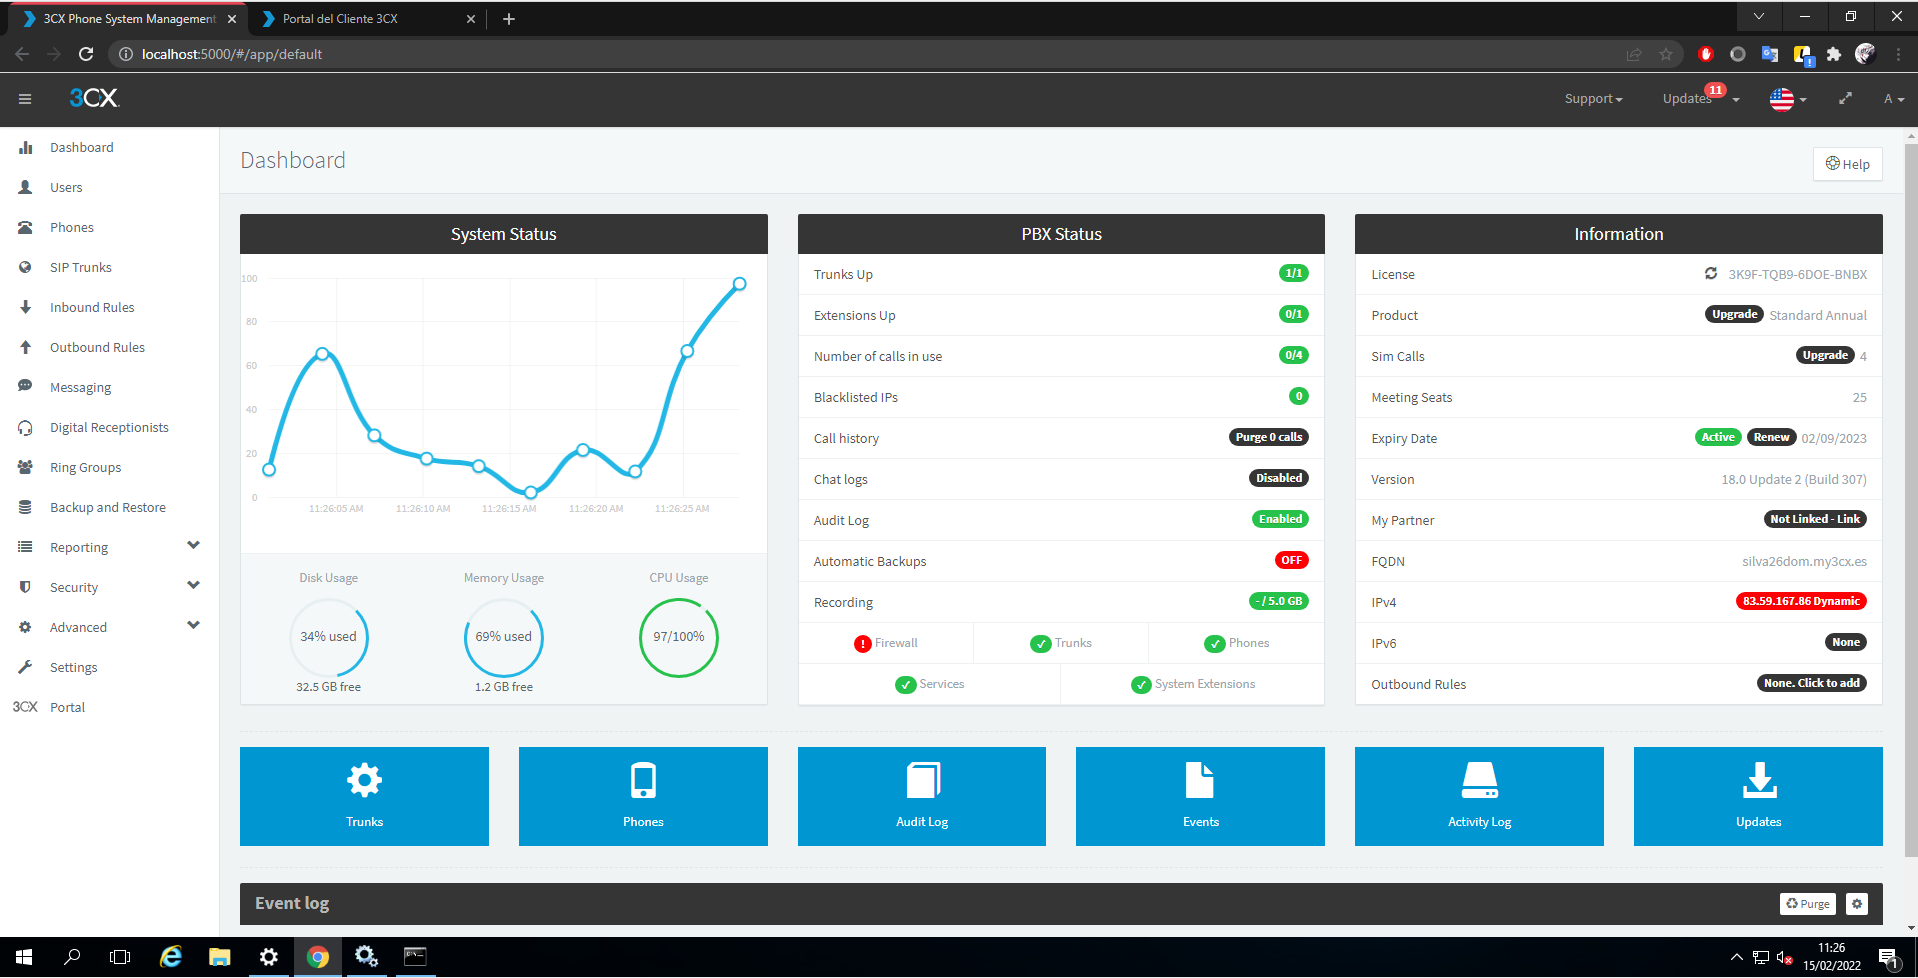 3CX Phone System Management
Portal del Cliente 3CX
localhost:5000/#/app/default
3CX
Support
Updates
11
A
Dashboard
Users
Phones
SIP Trunks
Inbound Rules
Outbound Rules
Messaging
Digital Receptionists
Ring Groups
Backup and Restore
Reporting
Security
Advanced
Settings
3CX Portal
Dashboard
Help
System Status
100
80
60
40
20
0
11:26:05 AM 11:26:10 AM 11:26:15 AM 11:26:20 AM 11:26:25 AM
Disk Usage
34% used
32.5 GB free
Memory Usage
69% used
1.2 GB free
CPU Usage
97/100%
PBX Status
Trunks Up 1/1
Extensions Up 0/1
Number of calls in use 0/4
Blacklisted IPs 0
Call history Purge 0 calls
Chat logs Disabled
Audit Log Enabled
Automatic Backups OFF
Recording - / 5.0 GB
Firewall Trunks Phones
Services System Extensions
Information
License 3K9F-TQB9-6DOE-BNBX
Product Upgrade Standard Annual
Sim Calls Upgrade 4
Meeting Seats 25
Expiry Date Active Renew 02/09/2023
Version 18.0 Update 2 (Build 307)
My Partner Not Linked - Link
FQDN silva26dom.my3cx.es
IPv4 83.59.167.86 Dynamic
IPv6 None
Outbound Rules None. Click to add
Trunks
Phones
Audit Log
Events
Activity Log
Updates
Event log
Purge
11:26
15/02/2022
1